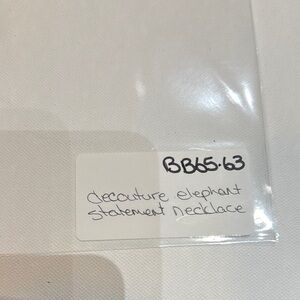 BB65.63
decouture elephant
statement necklace